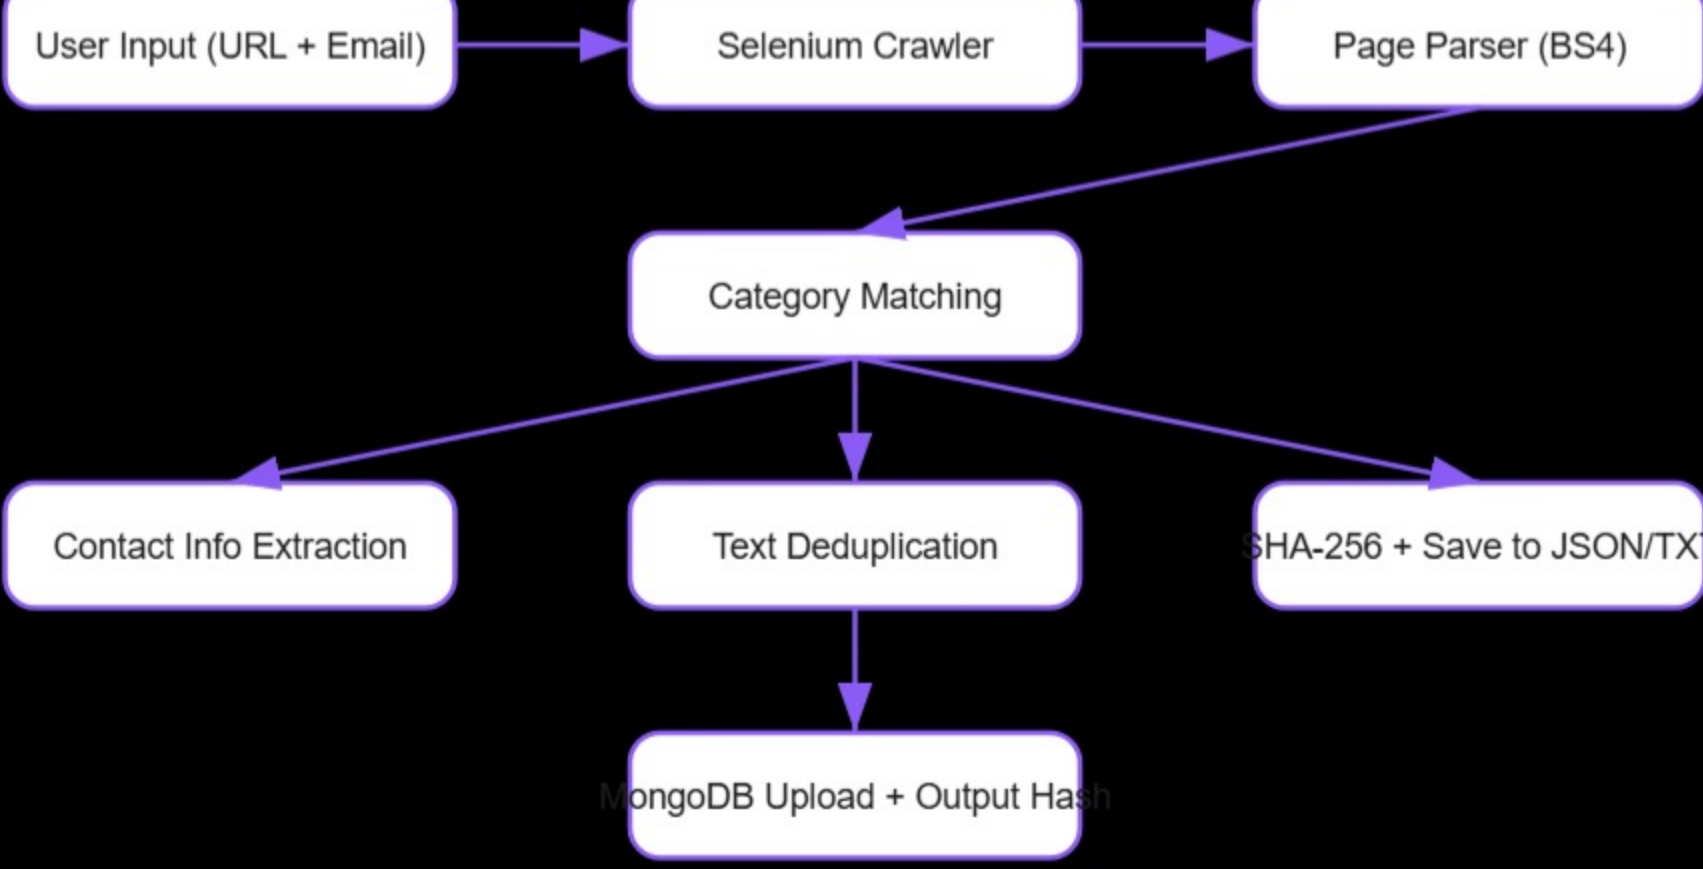 User Input (URL + Email)
Selenium Crawler
Page Parser (BS4)
Category Matching
Contact Info Extraction
Text Deduplication
SHA-256 + Save to JSON/TXT
MongoDB Upload + Output Hash